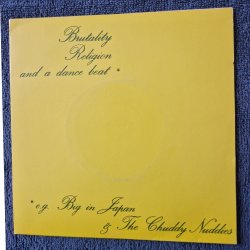 Brutality
Religion
and a dance beat *
* e.g. Big in Japan
& The Chuddy Nuddies